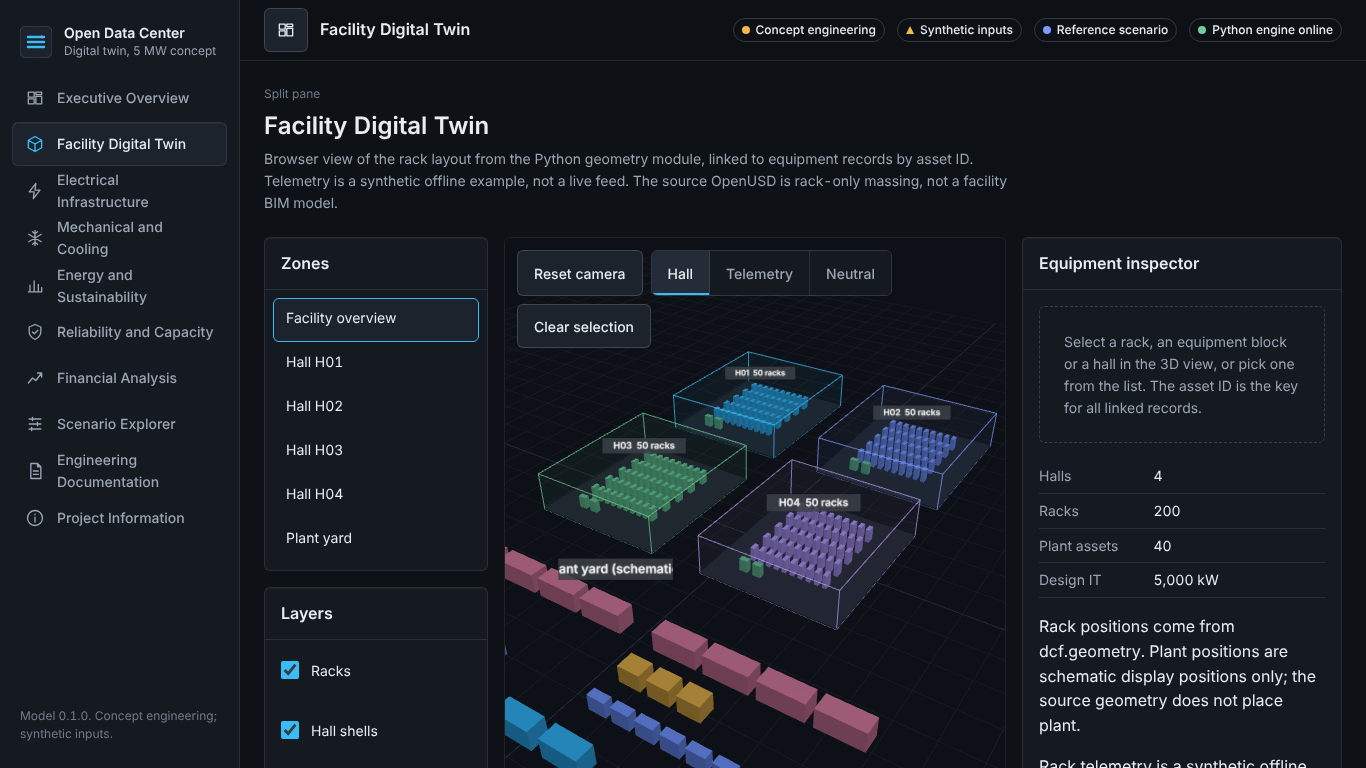 Open Data Center
Digital twin, 5 MW concept
Executive Overview
Facility Digital Twin
Electrical
Infrastructure
Mechanical and
Cooling
Energy and
Sustainability
Reliability and Capacity
Financial Analysis
Scenario Explorer
Engineering
Documentation
Project Information
Model 0.1.0. Concept engineering;
synthetic inputs.
Facility Digital Twin
Concept engineering
Synthetic inputs
Reference scenario
Python engine online
Split pane
Facility Digital Twin
Browser view of the rack layout from the Python geometry module, linked to equipment records by asset ID.
Telemetry is a synthetic offline example, not a live feed. The source OpenUSD is rack-only massing, not a facility
BIM model.
Zones
Facility overview
Hall H01
Hall H02
Hall H03
Hall H04
Plant yard
Layers
Racks
Hall shells
Reset camera
Hall
Telemetry
Neutral
Clear selection
H01 50 racks
H02 50 racks
H03 50 racks
H04 50 racks
ant yard (schemati
Equipment inspector
Select a rack, an equipment block
or a hall in the 3D view, or pick one
from the list. The asset ID is the key
for all linked records.
Halls 4
Racks 200
Plant assets 40
Design IT 5,000 kW
Rack positions come from
dcf.geometry. Plant positions are
schematic display positions only; the
source geometry does not place
plant.
Rack telemetry is a synthetic offline